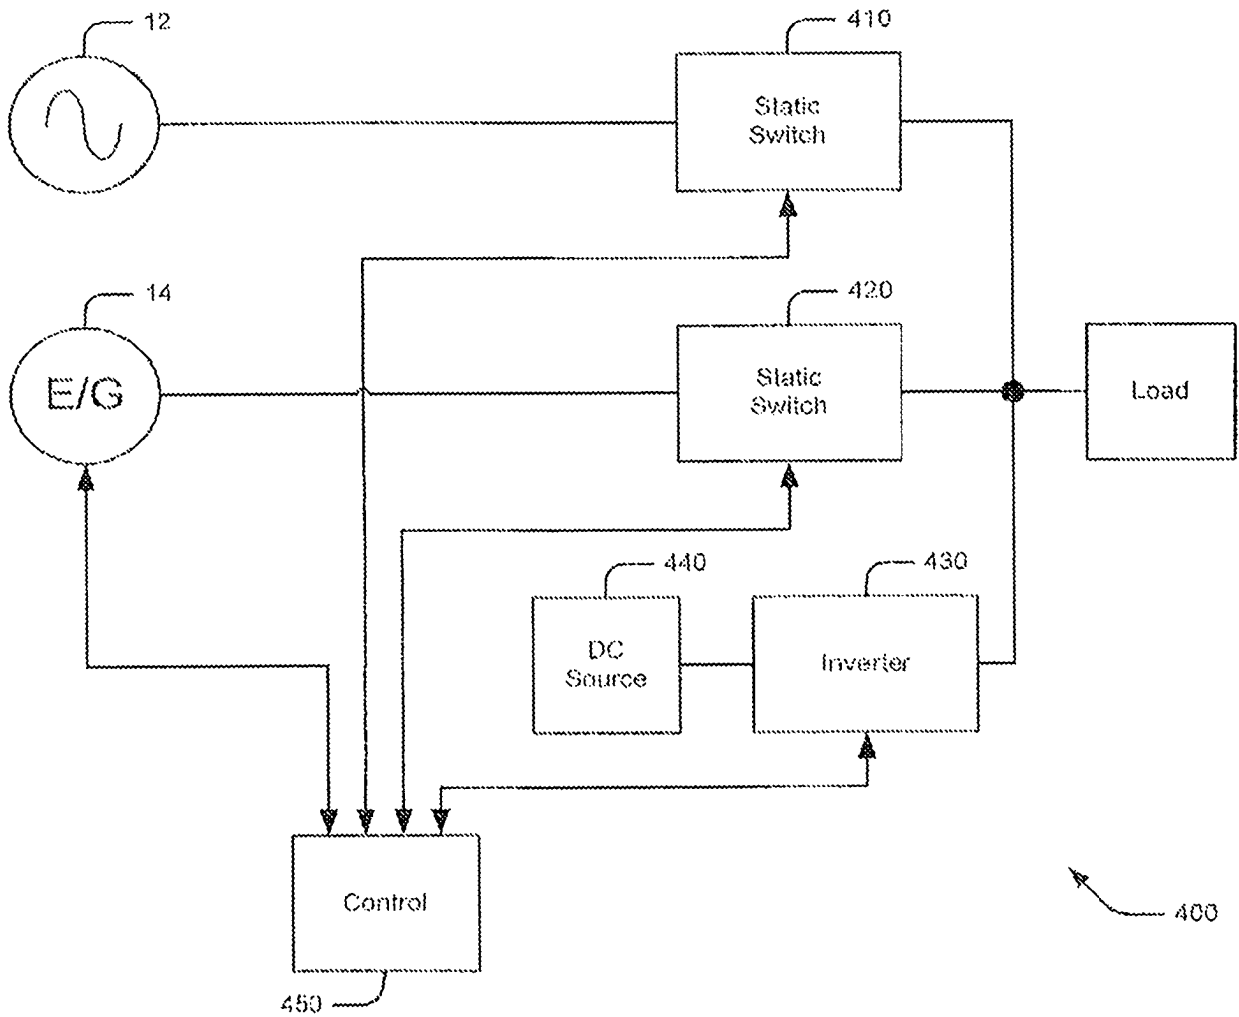 12
410
Static
Switch
14
420
E/G
Static
Switch
Load
440
430
DC
Source
Inverter
Control
400
450